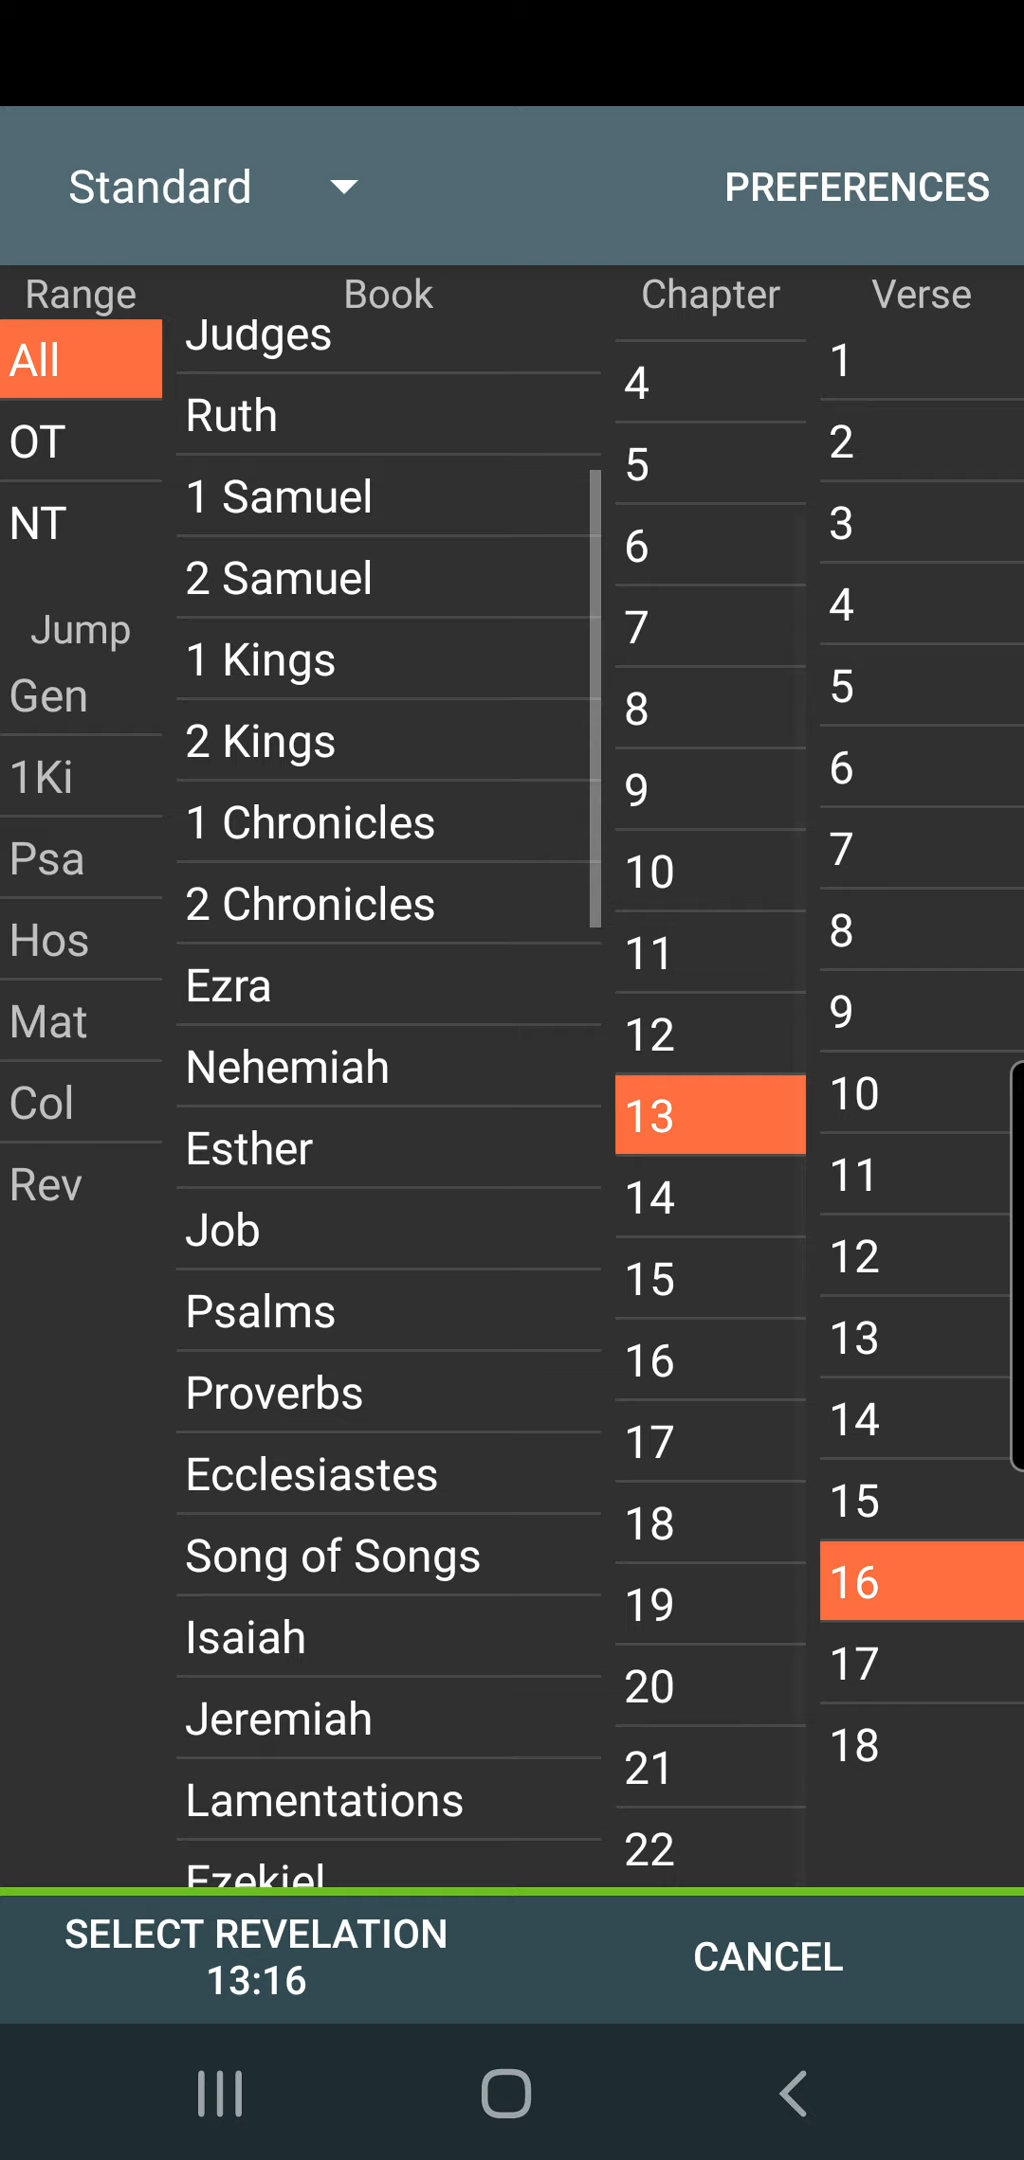 Standard
PREFERENCES
Range
Book
Chapter
Verse
All
OT
NT
Jump
Gen
1Ki
Psa
Hos
Mat
Col
Rev
Judges
Ruth
1 Samuel
2 Samuel
1 Kings
2 Kings
1 Chronicles
2 Chronicles
Ezra
Nehemiah
Esther
Job
Psalms
Proverbs
Ecclesiastes
Song of Songs
Isaiah
Jeremiah
Lamentations
Ezekiel
4
5
6
7
8
9
10
11
12
13
14
15
16
17
18
19
20
21
22
1
2
3
4
5
6
7
8
9
10
11
12
13
14
15
16
17
18
SELECT REVELATION
13:16
CANCEL